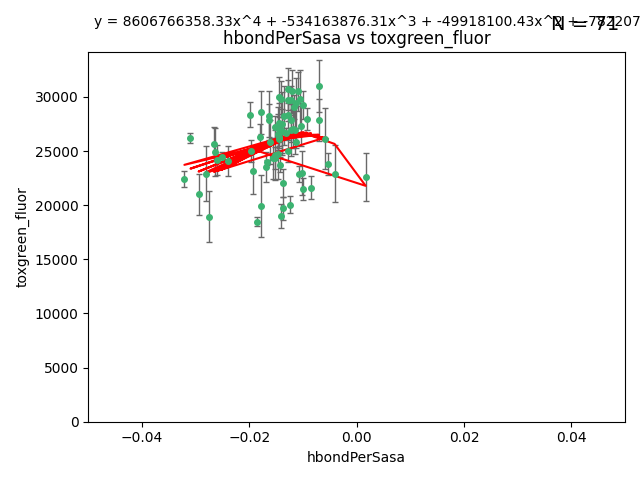 y = 8606766358.33x^4 + -534163876.31x^3 + -49918100.43x^2 + -782207
N = 71
hbondPerSasa vs toxgreen_fluor
30000
25000
20000
15000
10000
5000
0
toxgreen_fluor
−0.04 −0.02 0.00 0.02 0.04
hbondPerSasa